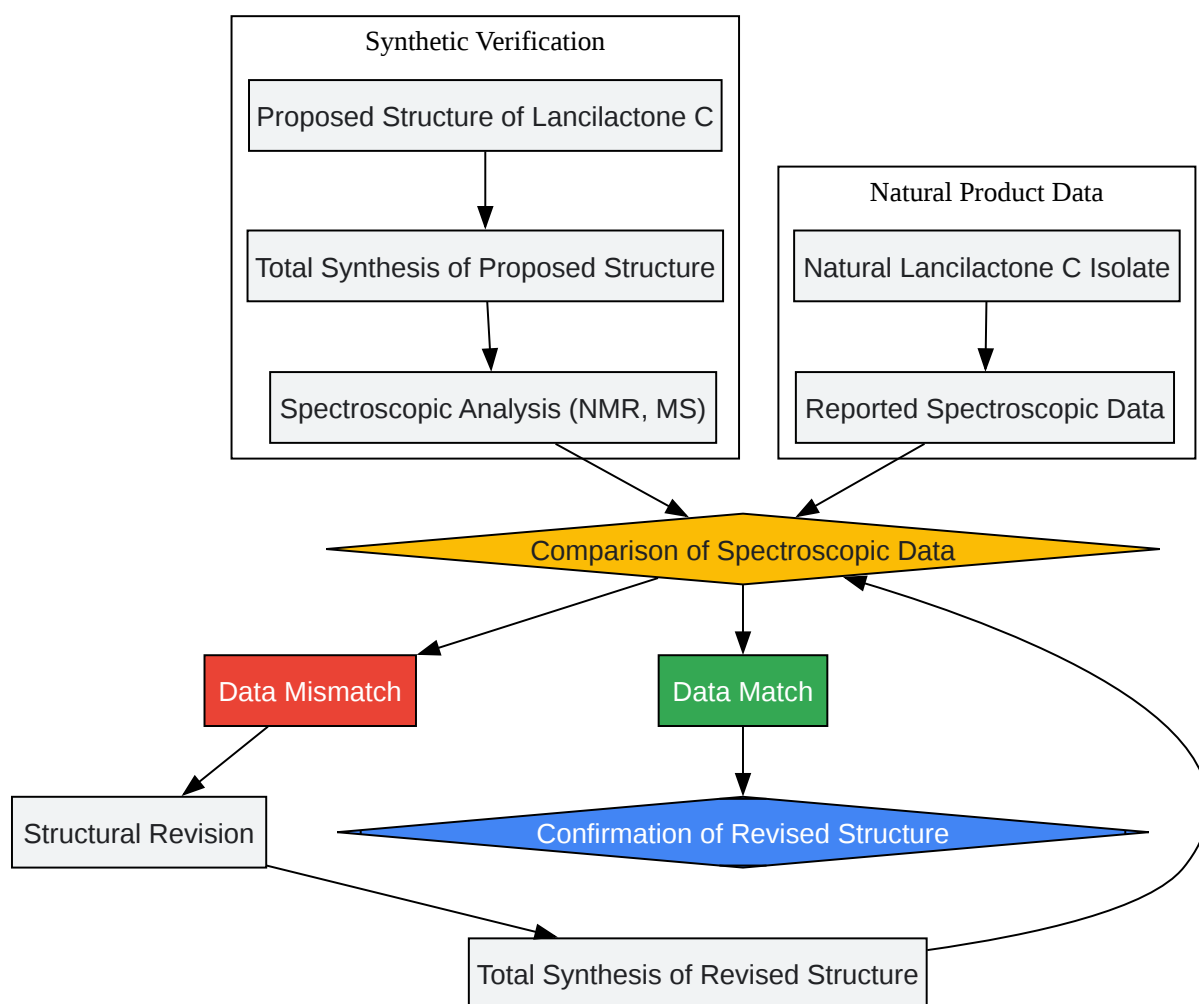 Synthetic Verification
Proposed Structure of Lancilactone C
Total Synthesis of Proposed Structure
Spectroscopic Analysis (NMR, MS)
Natural Product Data
Natural Lancilactone C Isolate
Reported Spectroscopic Data
Comparison of Spectroscopic Data
Data Mismatch
Data Match
Structural Revision
Confirmation of Revised Structure
Total Synthesis of Revised Structure